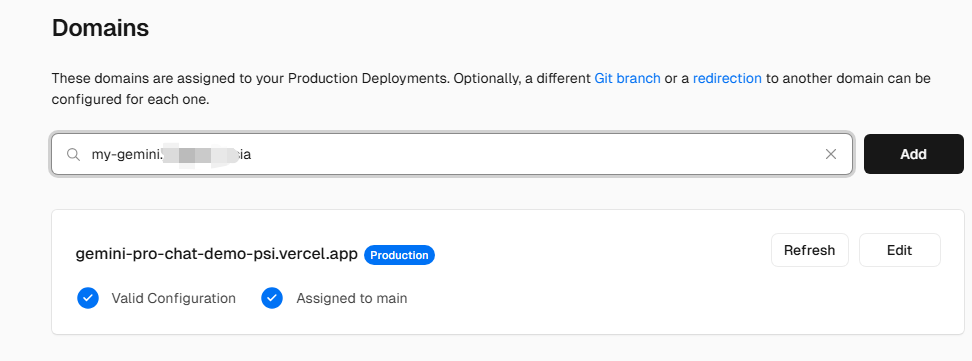 Domains
These domains are assigned to your Production Deployments. Optionally, a different Git branch or a redirection to another domain can be
configured for each one.
my-gemini. ia
Add
gemini-pro-chat-demo-psi.vercel.app Production
Refresh
Edit
Valid Configuration
Assigned to main